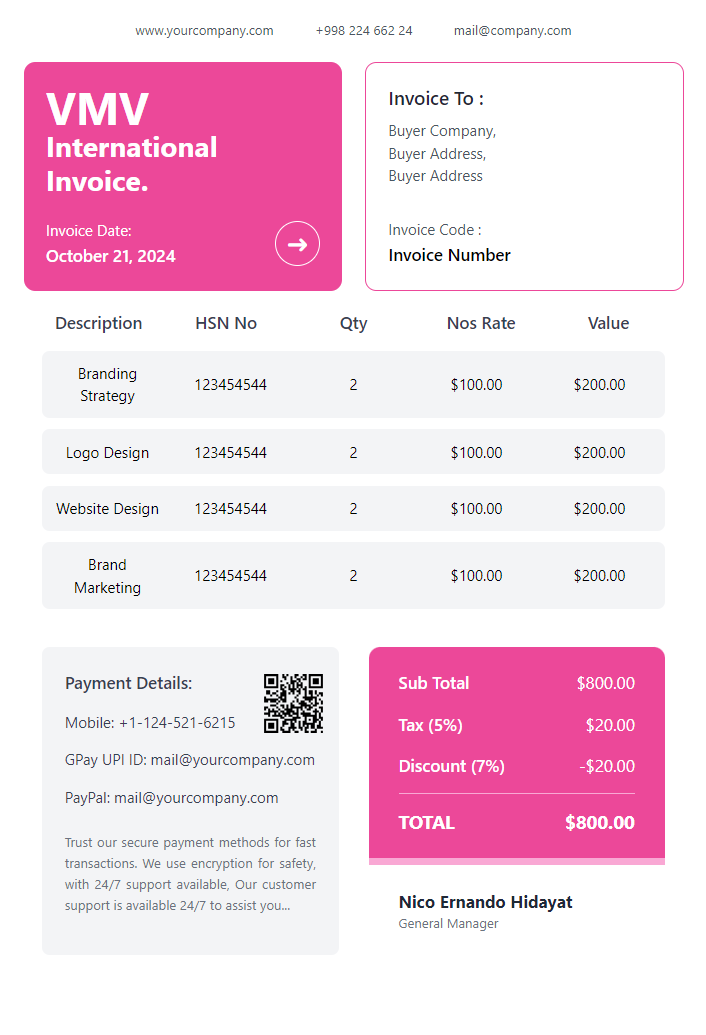 www.yourcompany.com +998 224 662 24 mail@company.com
VMV
International
Invoice.
Invoice Date:
October 21, 2024
Invoice To :
Buyer Company,
Buyer Address,
Buyer Address
Invoice Code :
Invoice Number
Description HSN No Qty Nos Rate Value
Branding
Strategy 123454544 2 $100.00 $200.00
Logo Design 123454544 2 $100.00 $200.00
Website Design 123454544 2 $100.00 $200.00
Brand
Marketing 123454544 2 $100.00 $200.00
Payment Details:
Mobile: +1-124-521-6215
GPay UPI ID: mail@yourcompany.com
PayPal: mail@yourcompany.com
Trust our secure payment methods for fast
transactions. We use encryption for safety,
with 24/7 support available, Our customer
support is available 24/7 to assist you...
Sub Total $800.00
Tax (5%) $20.00
Discount (7%) -$20.00
TOTAL $800.00
Nico Ernando Hidayat
General Manager